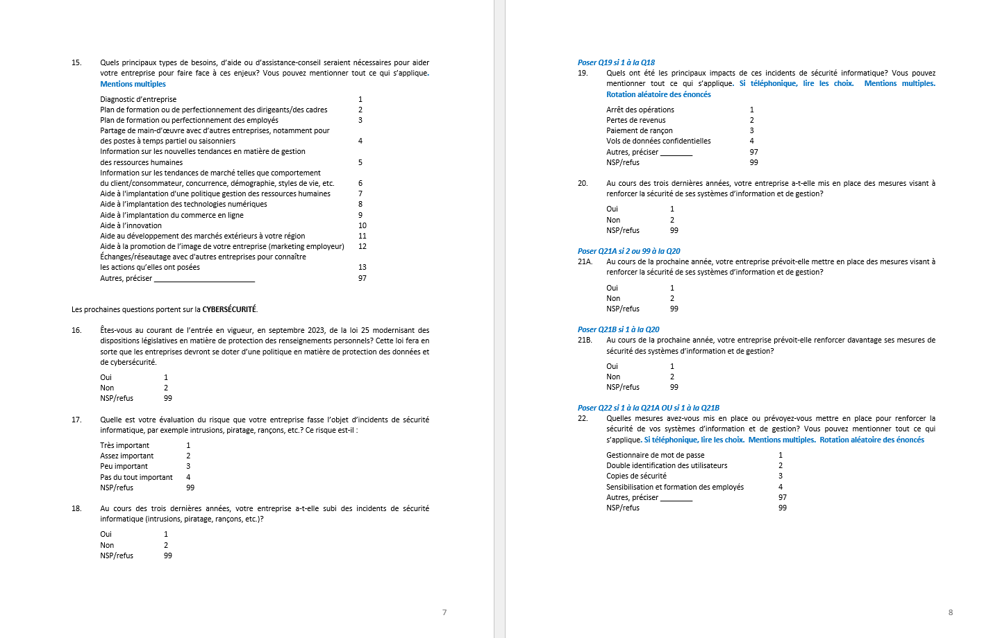 15. Quels principaux types de besoins, d’aide ou d’assistance-conseil seraient nécessaires pour aider
votre entreprise pour faire face à ces enjeux? Vous pouvez mentionner tout ce qui s’applique.
Mentions multiples
Diagnostic d’entreprise 1
Plan de formation ou de perfectionnement des dirigeants/des cadres 2
Plan de formation ou perfectionnement des employés 3
Partage de main-d’œuvre avec d’autres entreprises, notamment pour
des postes à temps partiel ou saisonniers 4
Information sur les nouvelles tendances en matière de gestion
des ressources humaines 5
Information sur les tendances de marché telles que comportement
du client/consommateur, concurrence, démographie, styles de vie, etc. 6
Aide à l'implantation d'une politique gestion des ressources humaines 7
Aide à l’implantation des technologies numériques 8
Aide à l’implantation du commerce en ligne 9
Aide à l’innovation 10
Aide au développement des marchés extérieurs à votre région 11
Aide à la promotion de l’image de votre entreprise (marketing employeur) 12
Échanges/réseautage avec d'autres entreprises pour connaître
les actions qu’elles ont posées 13
Autres, préciser _________________________ 97
Les prochaines questions portent sur la CYBERSÉCURITÉ.
16. Êtes-vous au courant de l’entrée en vigueur, en septembre 2023, de la loi 25 modernisant des
dispositions législatives en matière de protection des renseignements personnels? Cette loi fera en
sorte que les entreprises devront se doter d’une politique en matière de protection des données et
de cybersécurité.
Oui 1
Non 2
NSP/refus 99
17. Quelle est votre évaluation du risque que votre entreprise fasse l’objet d’incidents de sécurité
informatique, par exemple intrusions, piratage, rançons, etc.? Ce risque est-il :
Très important 1
Assez important 2
Peu important 3
Pas du tout important 4
NSP/refus 99
18. Au cours des trois dernières années, votre entreprise a-t-elle subi des incidents de sécurité
informatique (intrusions, piratage, rançons, etc.)?
Oui 1
Non 2
NSP/refus 99
7
Poser Q19 si 1 à la Q18
19. Quels ont été les principaux impacts de ces incidents de sécurité informatique? Vous pouvez
mentionner tout ce qui s’applique. Si téléphonique, lire les choix. Mentions multiples.
Rotation aléatoire des énoncés
Arrêt des opérations 1
Pertes de revenus 2
Paiement de rançon 3
Vols de données confidentielles 4
Autres, préciser ________ 97
NSP/refus 99
20. Au cours des trois dernières années, votre entreprise a-t-elle mis en place des mesures visant à
renforcer la sécurité de ses systèmes d’information et de gestion?
Oui 1
Non 2
NSP/refus 99
Poser Q21A si 2 ou 99 à la Q20
21A. Au cours de la prochaine année, votre entreprise prévoit-elle mettre en place des mesures visant à
renforcer la sécurité de ses systèmes d’information et de gestion?
Oui 1
Non 2
NSP/refus 99
Poser Q21B si 1 à la Q20
21B. Au cours de la prochaine année, votre entreprise prévoit-elle renforcer davantage ses mesures de
sécurité des systèmes d’information et de gestion?
Oui 1
Non 2
NSP/refus 99
Poser Q22 si 1 à la Q21A OU si 1 à la Q21B
22. Quelles mesures avez-vous mis en place ou prévoyez-vous mettre en place pour renforcer la
sécurité de vos systèmes d’information et de gestion? Vous pouvez mentionner tout ce qui
s’applique. Si téléphonique, lire les choix. Mentions multiples. Rotation aléatoire des énoncés
Gestionnaire de mot de passe 1
Double identification des utilisateurs 2
Copies de sécurité 3
Sensibilisation et formation des employés 4
Autres, préciser ________ 97
NSP/refus 99
8